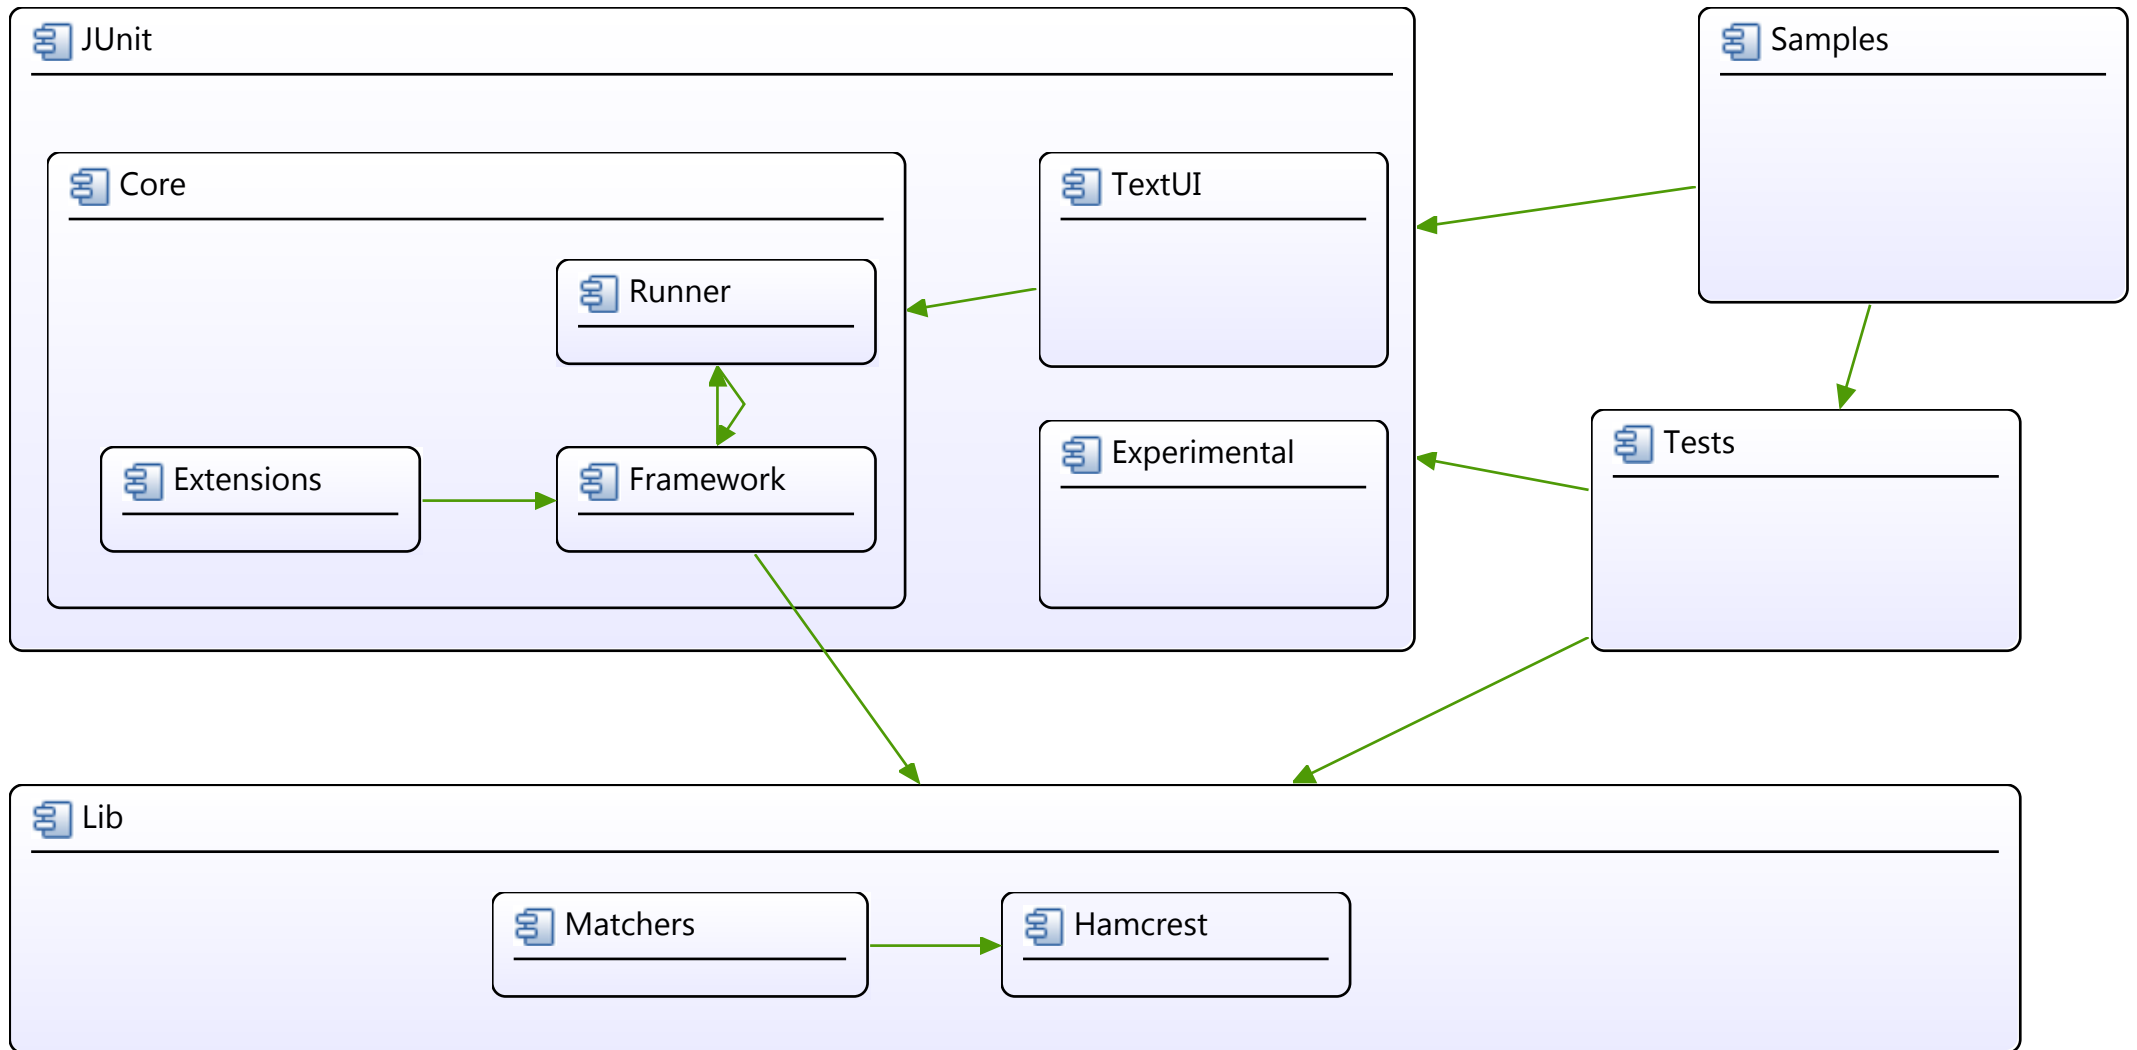 JUnit
Samples
Core
TextUI
Runner
Experimental
Tests
Extensions
Framework
Lib
Matchers
Hamcrest